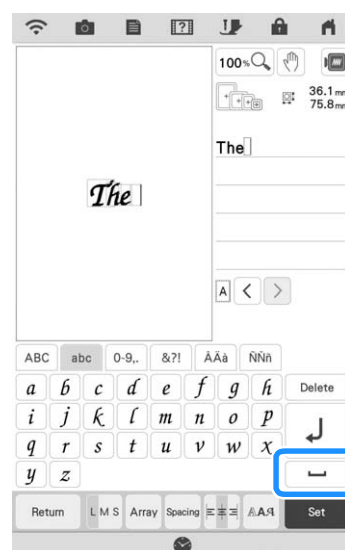 100%
36.1 mm
75.8 mm
The
The
A < >
ABC abc 0-9,. &?! ÄÄà ÑÑñ
a b c d e f g h Delete
i j k l m n o p
q r s t u v w x
y z
Return L M S Array Spacing AAA Set